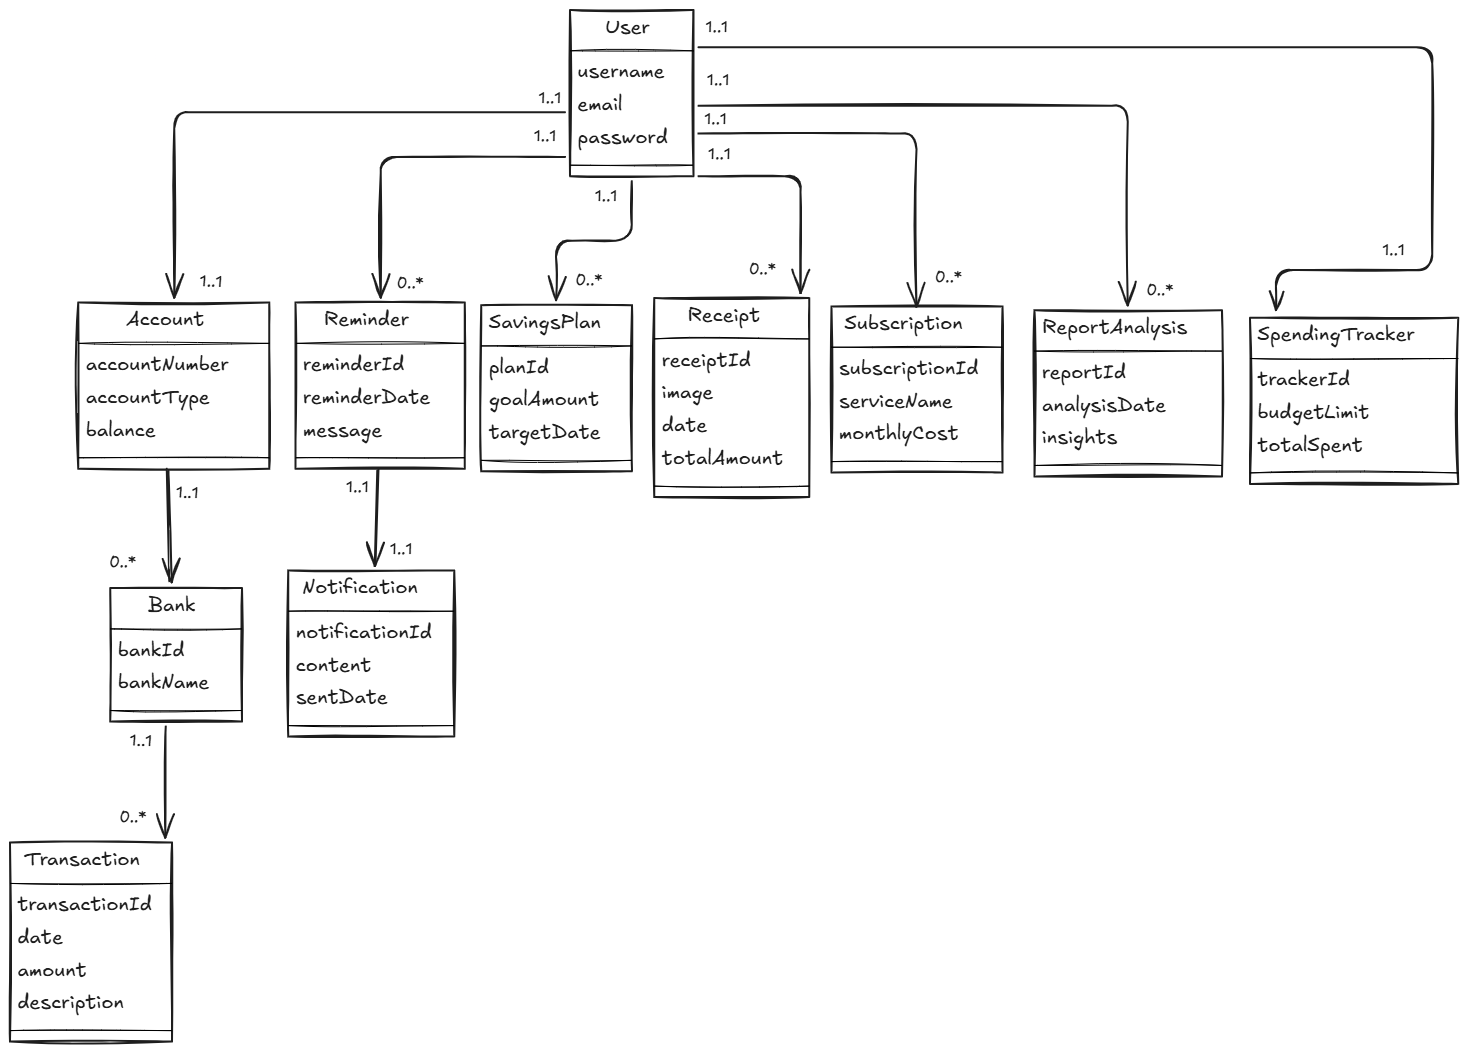 User
username
email
password
1..1
1..1
1..1
1..1
1..1
1..1
1..1
1..1
0..*
0..*
0..*
0..*
0..*
1..1
Account
accountNumber
accountType
balance
Reminder
reminderId
reminderDate
message
SavingsPlan
planId
goalAmount
targetDate
Receipt
receiptId
image
date
totalAmount
Subscription
subscriptionId
serviceName
monthlyCost
ReportAnalysis
reportId
analysisDate
insights
SpendingTracker
trackerId
budgetLimit
totalSpent
1..1
0..*
1..1
1..1
Bank
bankId
bankName
Notification
notificationId
content
sentDate
1..1
0..*
Transaction
transactionId
date
amount
description